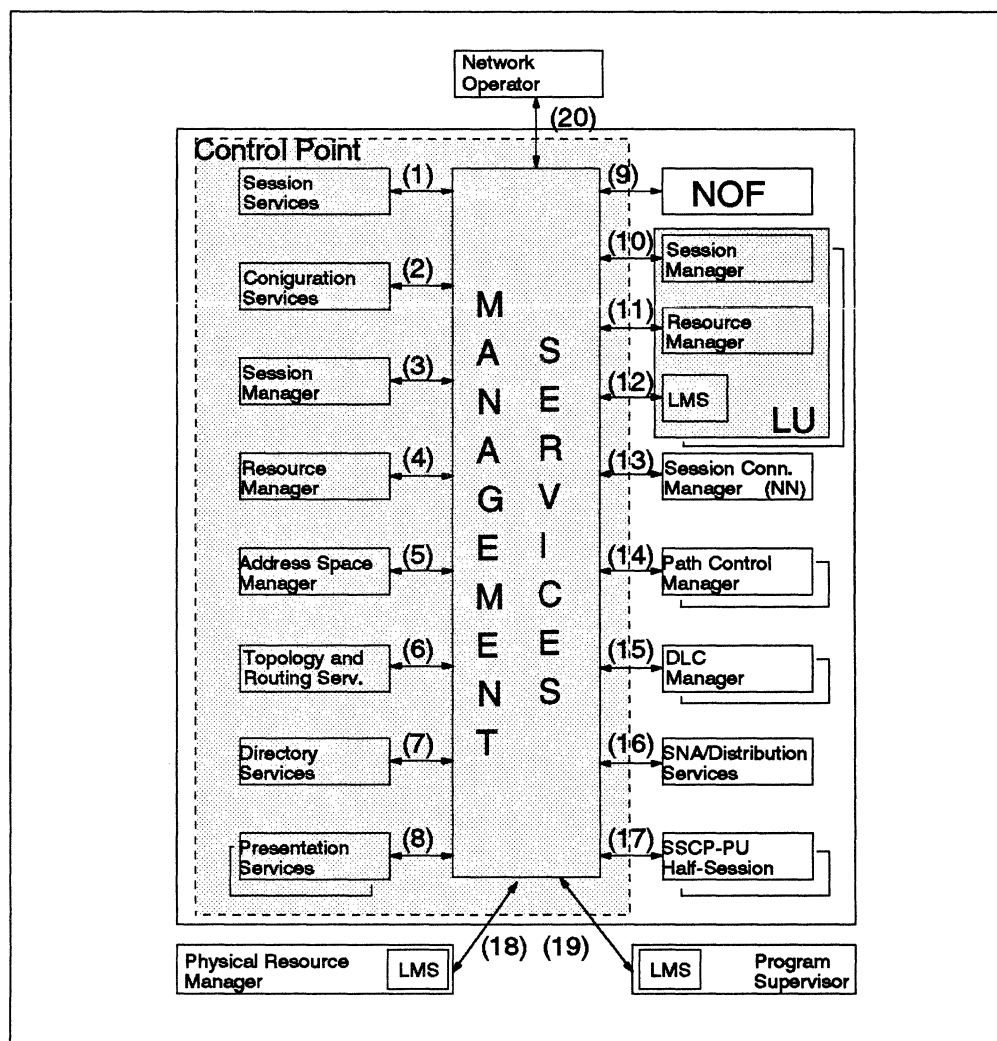 Network
Operator
(20)
Control Point
Session
Services
(1)
(9)
NOF
(10)
Session
Manager
Coniguration
Services
(2)
(11)
Resource
Manager
Session
Manager
(3)
(12)
LMS
LU
Resource
Manager
(4)
(13)
Session Conn.
Manager (NN)
Address Space
Manager
(5)
(14)
Path Control
Manager
Topology and
Routing Serv.
(6)
(15)
DLC
Manager
Directory
Services
(7)
(16)
SNA/Distribution
Services
Presentation
Services
(8)
(17)
SSCP-PU
Half-Session
MANAGEMENT
SERVICES
(18)
(19)
Physical Resource
Manager
LMS
LMS
Program
Supervisor